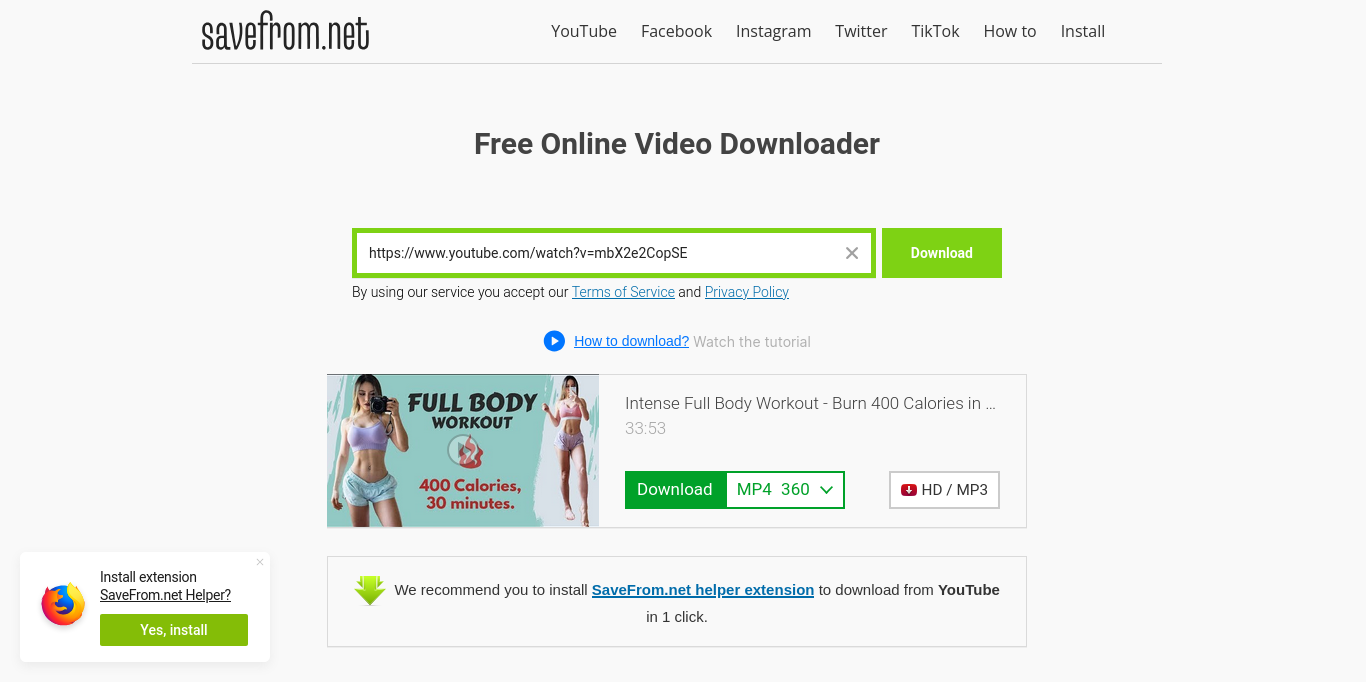 savefrom.net
YouTube Facebook Instagram Twitter TikTok How to Install
Free Online Video Downloader
https://www.youtube.com/watch?v=mbX2e2CopSE
Download
By using our service you accept our Terms of Service and Privacy Policy
How to download? Watch the tutorial
FULL BODY
WORKOUT
400 Calories,
30 minutes.
Intense Full Body Workout - Burn 400 Calories in ...
33:53
Download MP4 360
HD / MP3
We recommend you to install SaveFrom.net helper extension to download from YouTube
in 1 click.
Install extension
SaveFrom.net Helper?
Yes, install